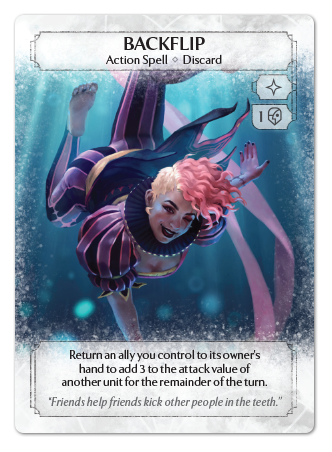 BACKFLIP
Action Spell ◇ Discard
1
Return an ally you control to its owner's
hand to add 3 to the attack value of
another unit for the remainder of the turn.
"Friends help friends kick other people in the teeth."